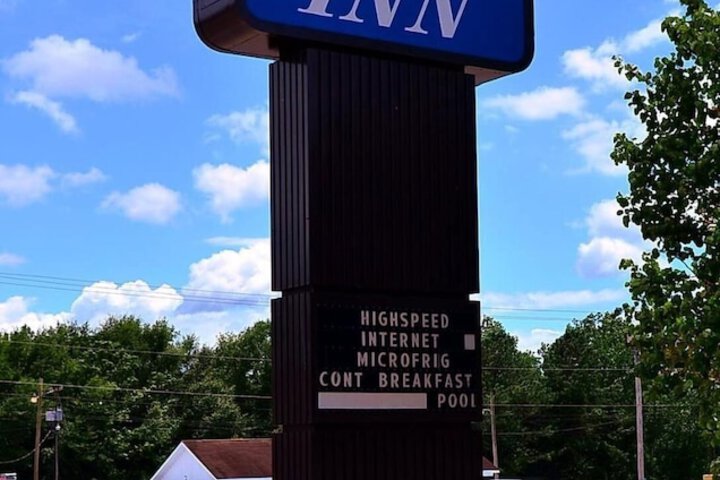 INN
HIGHSPEED
INTERNET
MICROFRIG
CONT BREAKFAST
POOL